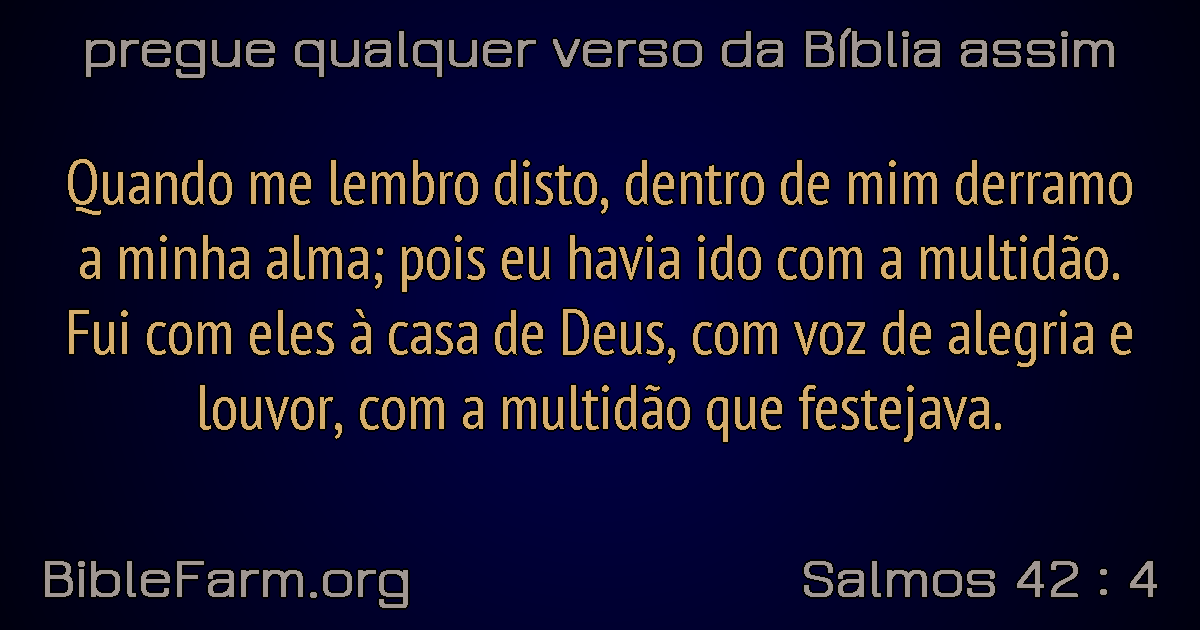 pregue qualquer verso da Bíblia assim
Quando me lembro disto, dentro de mim derramo
a minha alma; pois eu havia ido com a multidão.
Fui com eles à casa de Deus, com voz de alegria e
louvor, com a multidão que festejava.
BibleFarm.org
Salmos 42 : 4